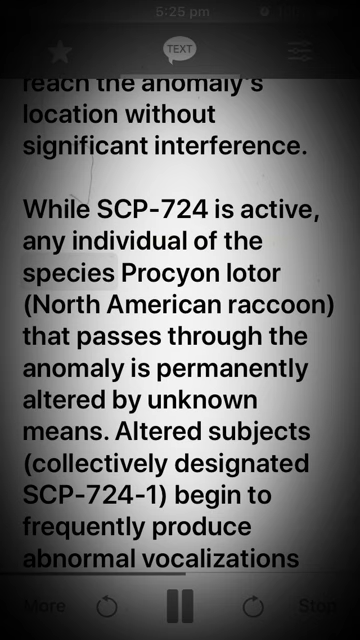 5:25 pm
TEXT
reach the anomaly's
location without
significant interference.
While SCP-724 is active,
any individual of the
species Procyon lotor
(North American raccoon)
that passes through the
anomaly is permanently
altered by unknown
means. Altered subjects
(collectively designated
SCP-724-1) begin to
frequently produce
abnormal vocalizations
More
Stop